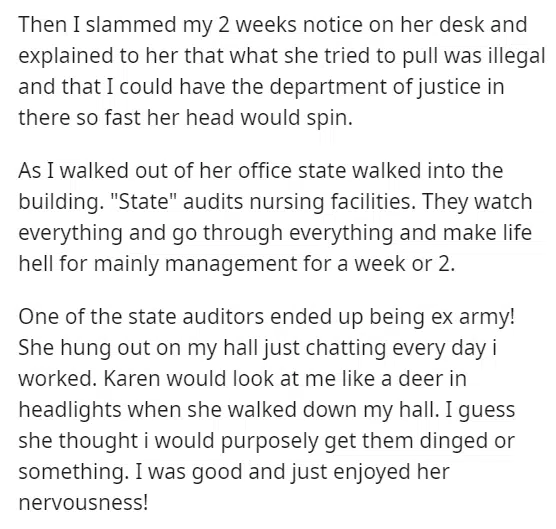 Then I slammed my 2 weeks notice on her desk and
explained to her that what she tried to pull was illegal
and that I could have the department of justice in
there so fast her head would spin.
As I walked out of her office state walked into the
building. "State" audits nursing facilities. They watch
everything and go through everything and make life
hell for mainly management for a week or 2.
One of the state auditors ended up being ex army!
She hung out on my hall just chatting every day i
worked. Karen would look at me like a deer in
headlights when she walked down my hall. I guess
she thought i would purposely get them dinged or
something. I was good and just enjoyed her
nervousness!